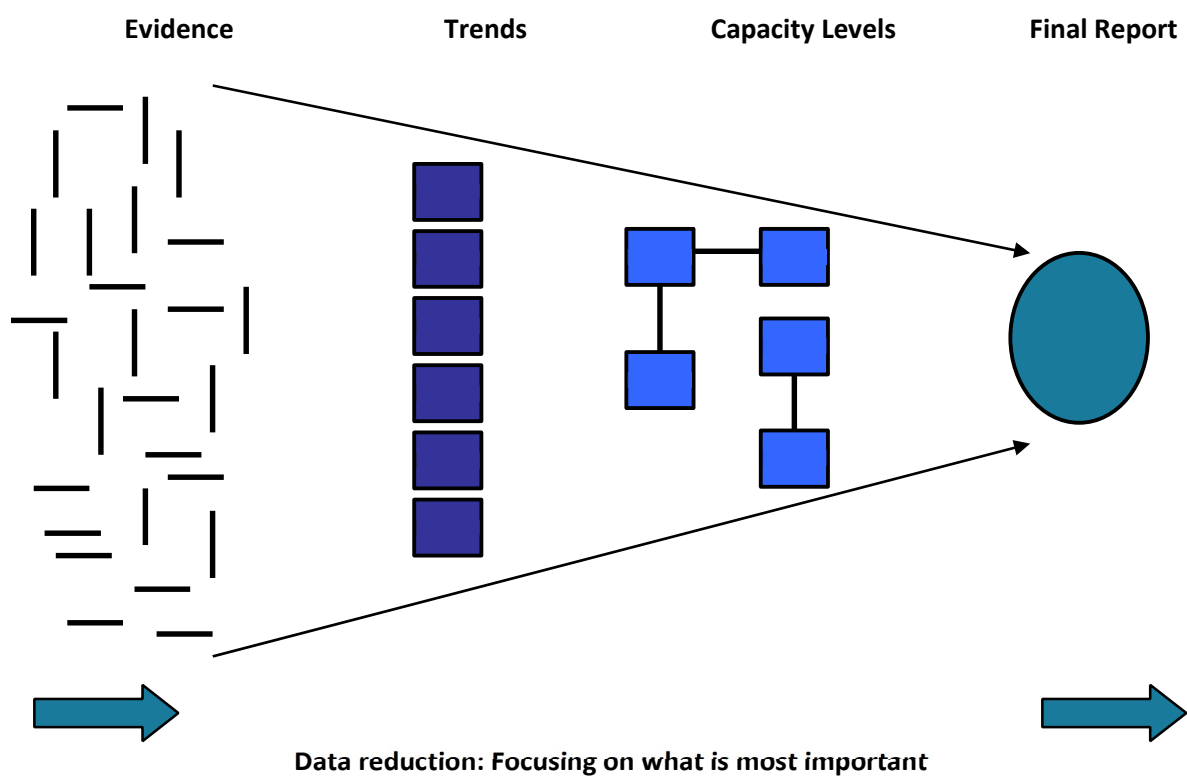 Evidence Trends Capacity Levels Final Report
Data reduction: Focusing on what is most important